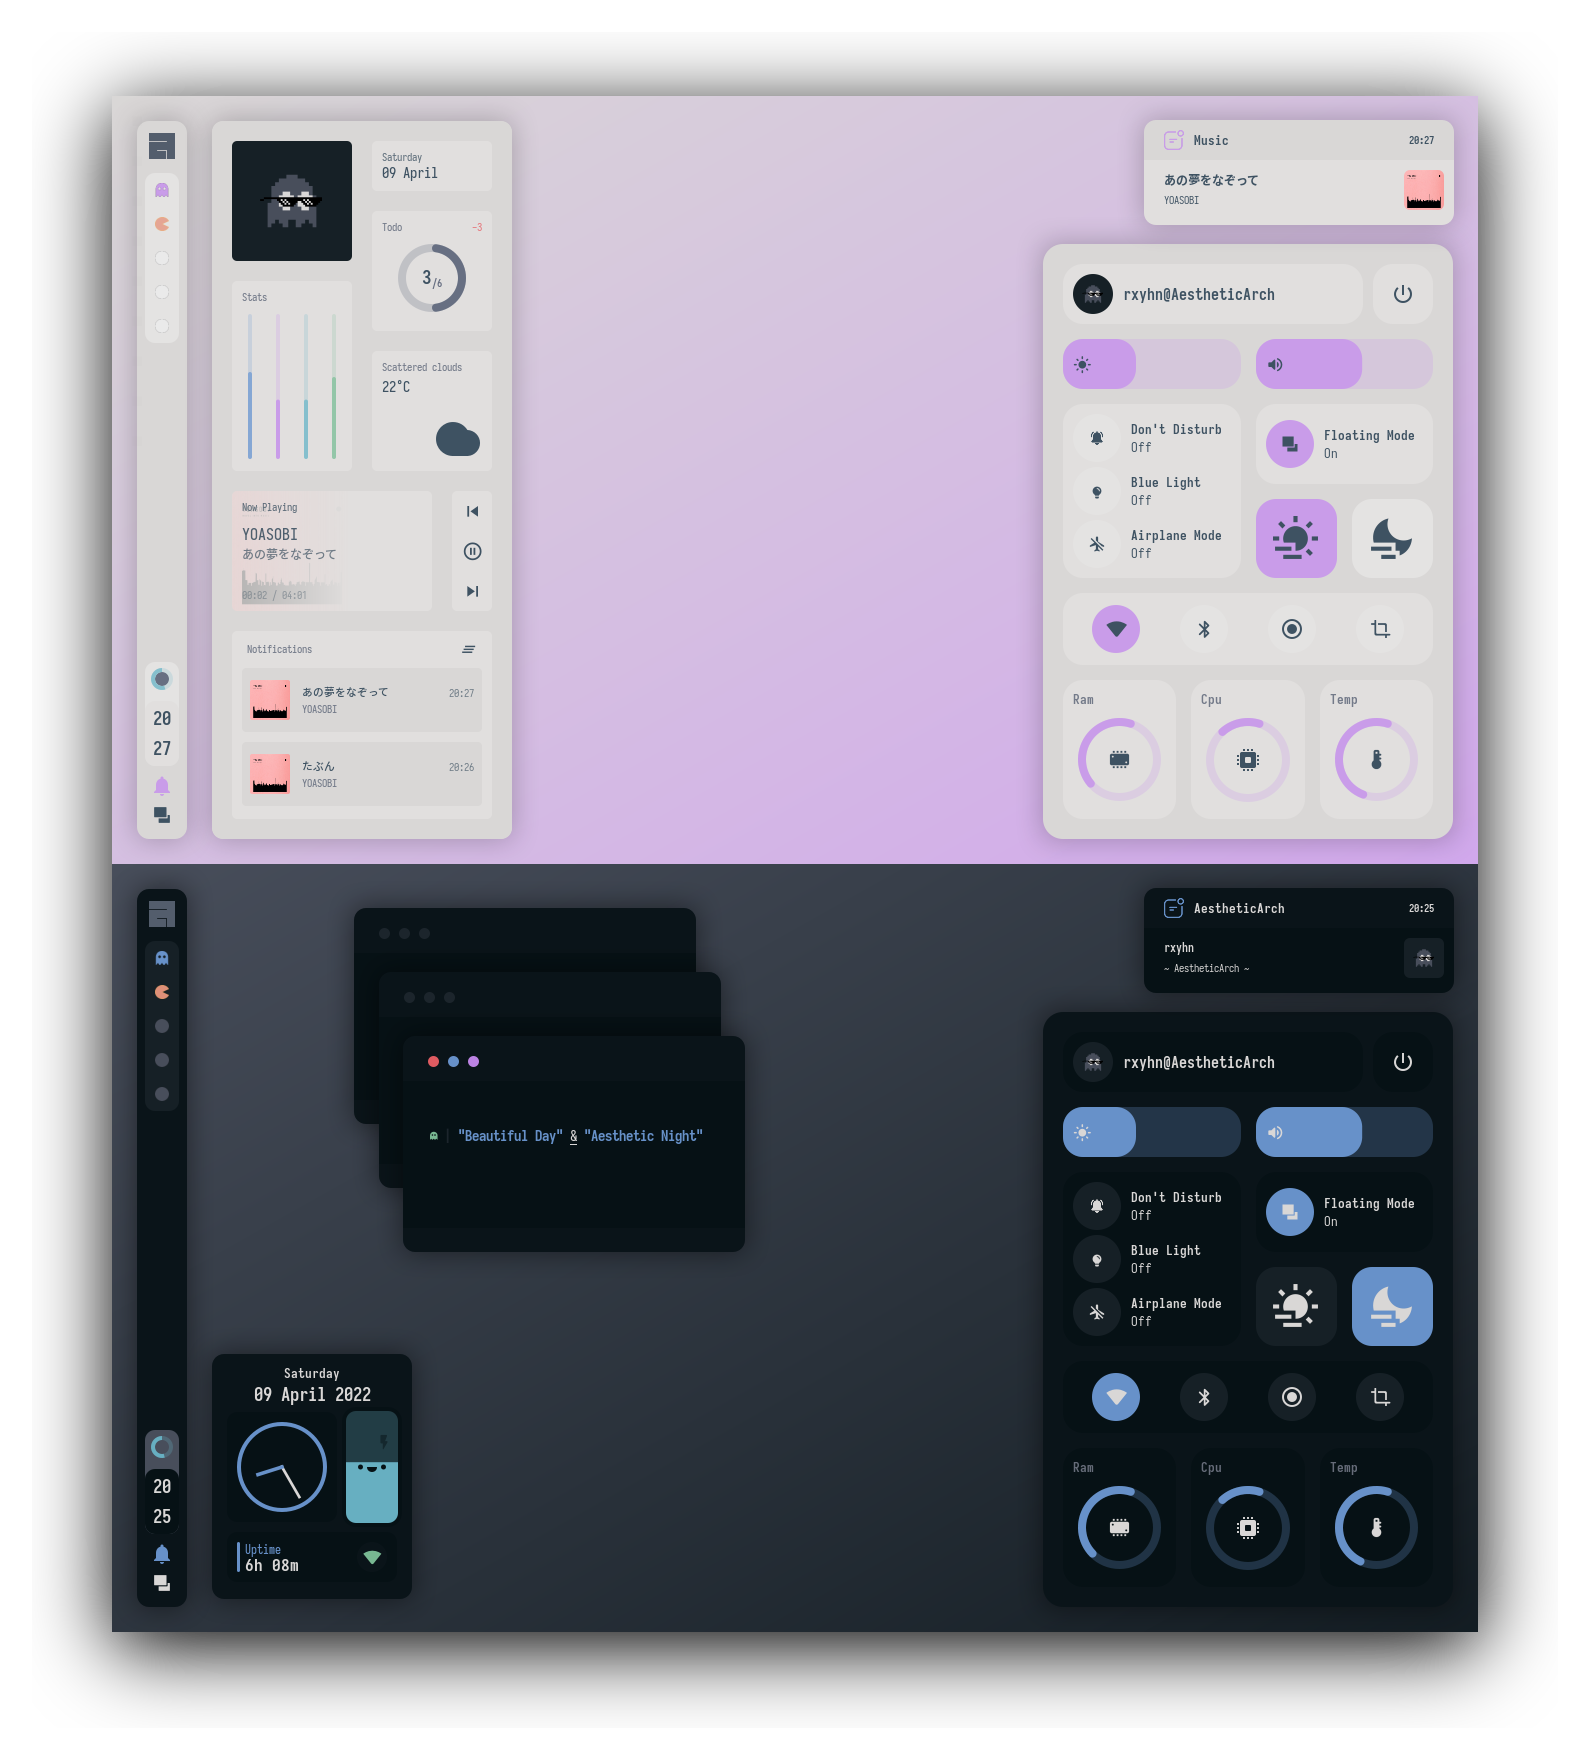 20
27
Saturday
09 April
Todo
-3
3/6
Stats
Scattered clouds
22°C
Now Playing
YOASOBI
あの夢をなぞって
00:02 / 04:01
Notifications
あの夢をなぞって
20:27
YOASOBI
たぶん
20:26
YOASOBI
Music
20:27
あの夢をなぞって
YOASOBI
rxyhn@AestheticArch
Don't Disturb
Off
Blue Light
Off
Airplane Mode
Off
Floating Mode
On
Ram
Cpu
Temp
20
25
"Beautiful Day" & "Aesthetic Night"
Saturday
09 April 2022
Uptime
6h 08m
AestheticArch
20:25
rxyhn
~ AestheticArch ~
rxyhn@AestheticArch
Don't Disturb
Off
Blue Light
Off
Airplane Mode
Off
Floating Mode
On
Ram
Cpu
Temp